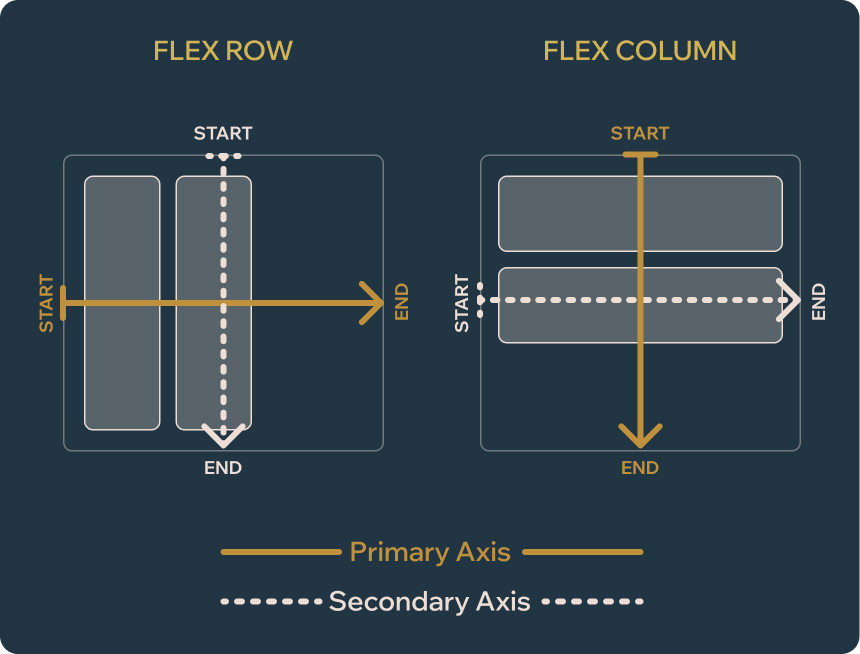 FLEX ROW
FLEX COLUMN
START
START
START
END
START
END
END
END
Primary Axis
Secondary Axis